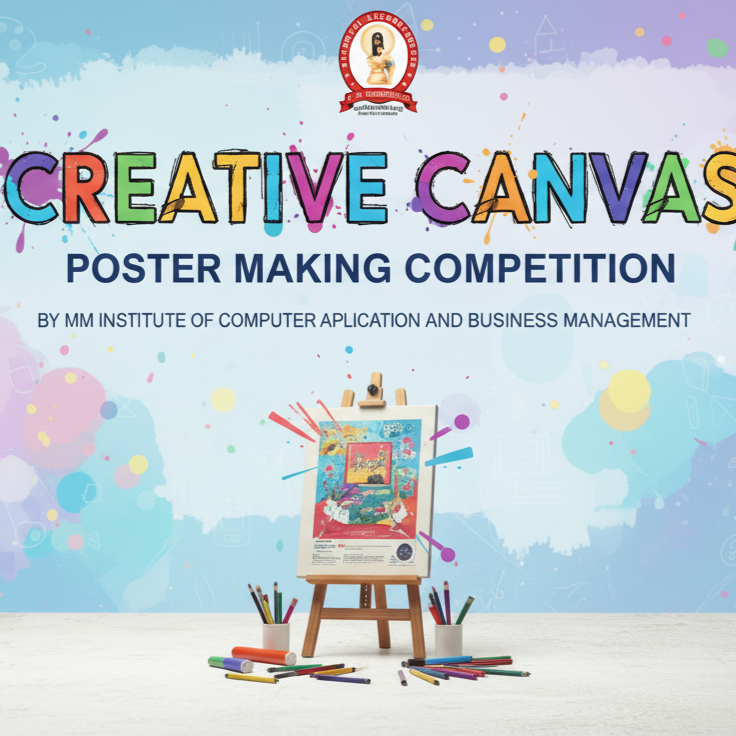 CREATIVE CANVAS
POSTER MAKING COMPETITION
BY MM INSTITUTE OF COMPUTER APLICATION AND BUSINESS MANAGEMENT